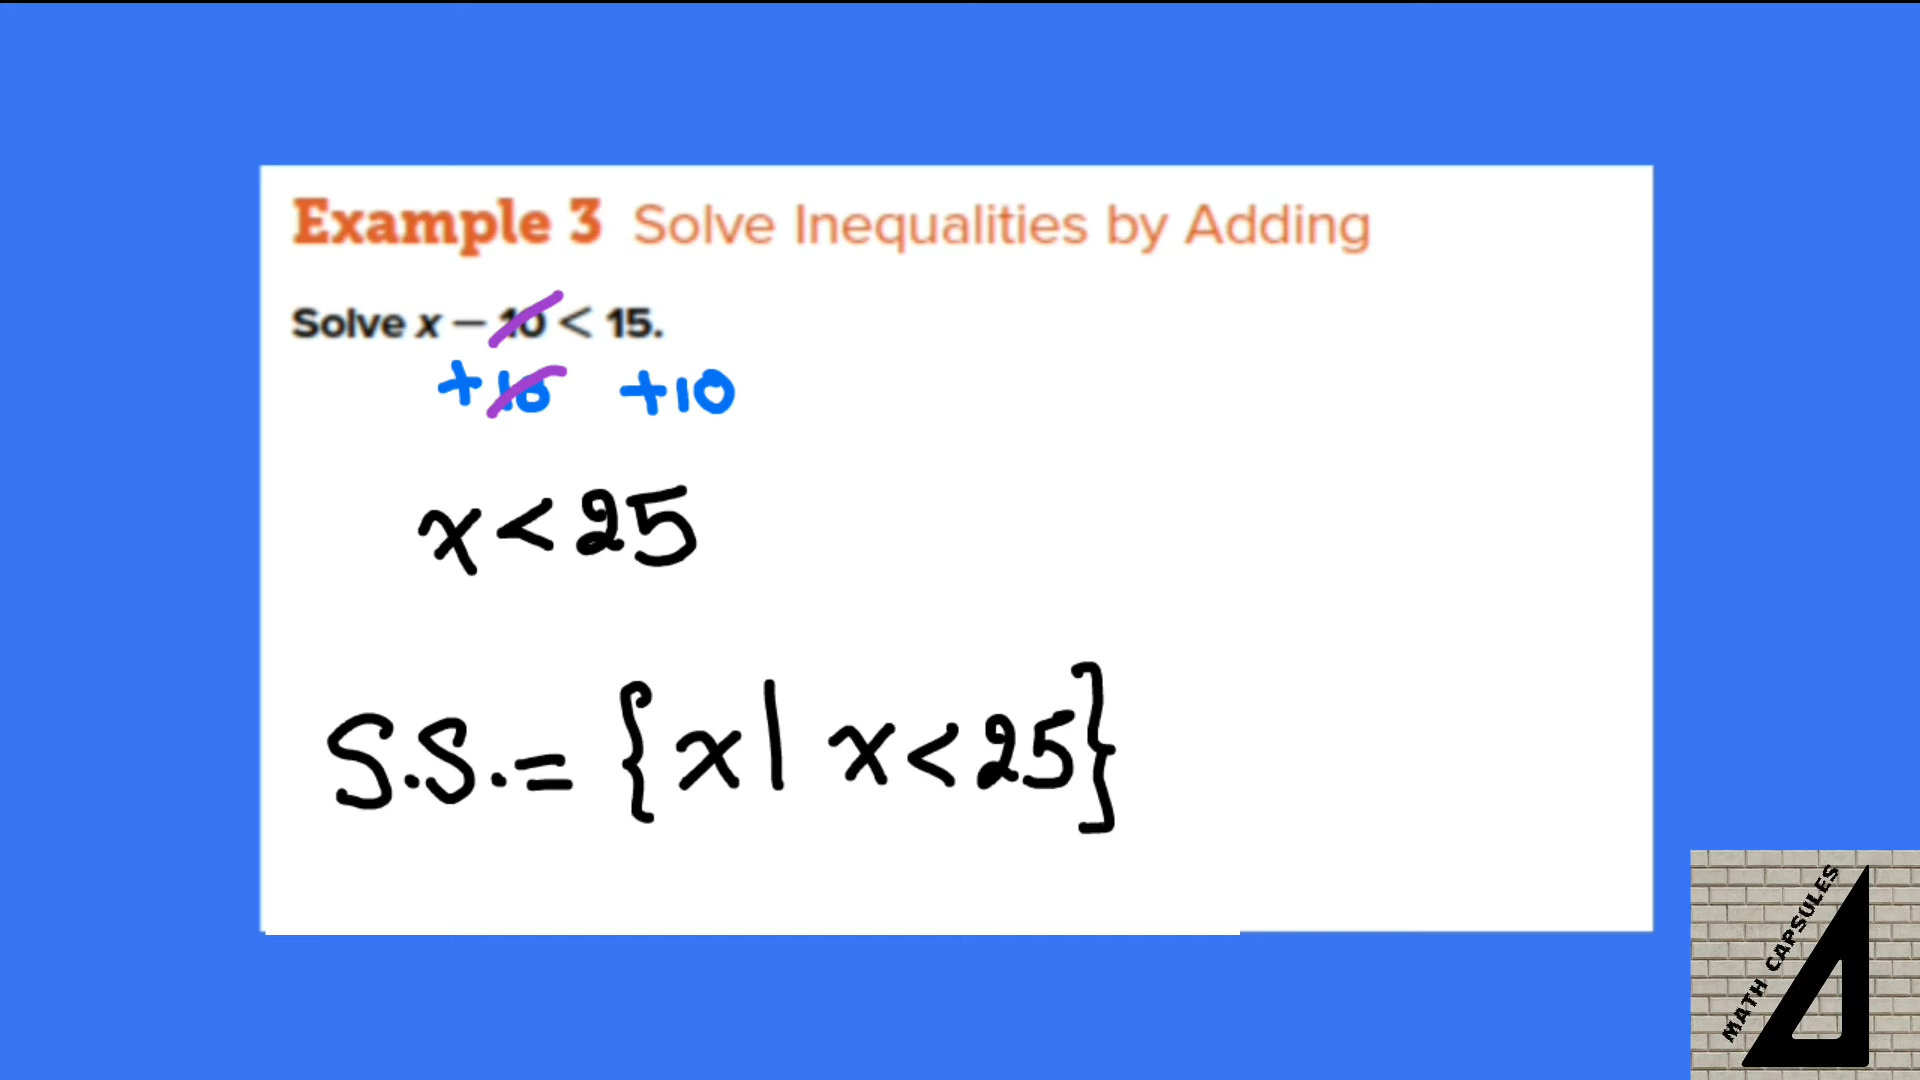 Example 3 Solve Inequalities by Adding
Solve x – 10 < 15.
+10 +10
x < 25
S.S. = {x | x < 25}
MATH CAPSULES